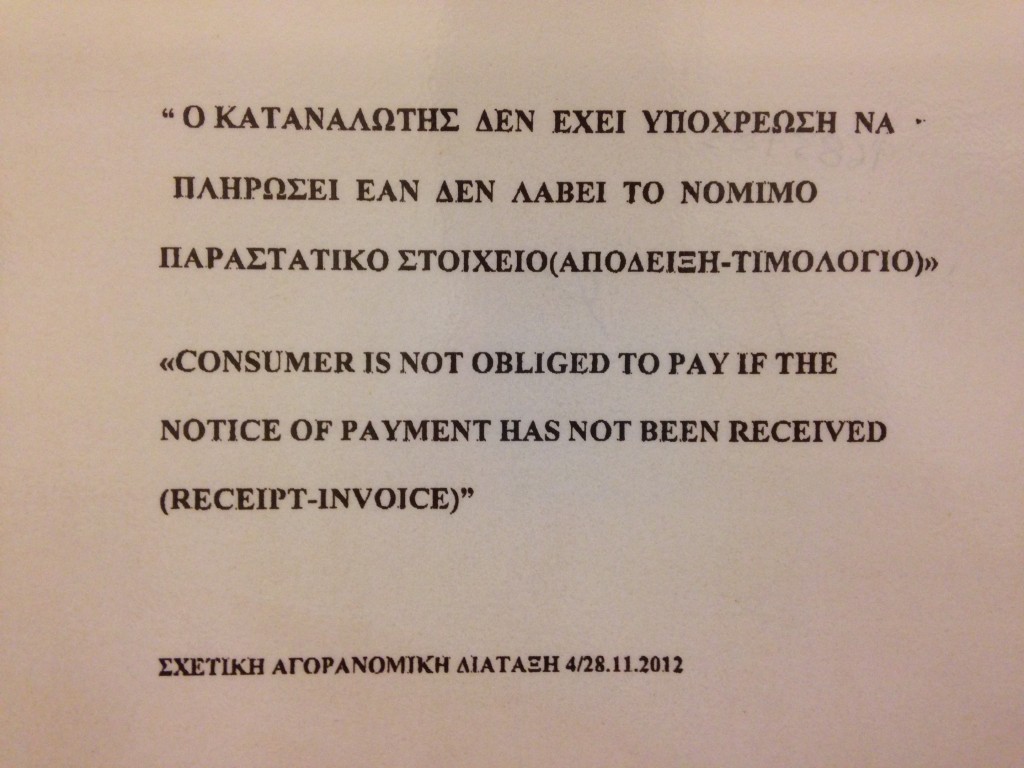 “ Ο ΚΑΤΑΝΑΛΩΤΗΣ ΔΕΝ ΕΧΕΙ ΥΠΟΧΡΕΩΣΗ ΝΑ
ΠΛΗΡΩΣΕΙ ΕΑΝ ΔΕΝ ΛΑΒΕΙ ΤΟ ΝΟΜΙΜΟ
ΠΑΡΑΣΤΑΤΙΚΟ ΣΤΟΙΧΕΙΟ(ΑΠΟΔΕΙΞΗ-ΤΙΜΟΛΟΓΙΟ)»
«CONSUMER IS NOT OBLIGED TO PAY IF THE
NOTICE OF PAYMENT HAS NOT BEEN RECEIVED
(RECEIPT-INVOICE)”
ΣΧΕΤΙΚΗ ΑΓΟΡΑΝΟΜΙΚΗ ΔΙΑΤΑΞΗ 4/28.11.2012